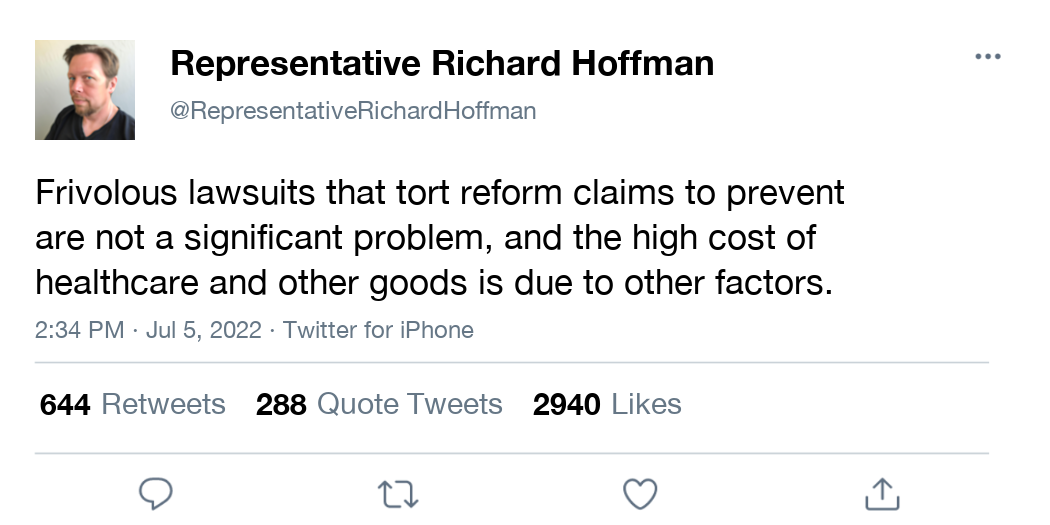 Representative Richard Hoffman
@RepresentativeRichardHoffman
Frivolous lawsuits that tort reform claims to prevent
are not a significant problem, and the high cost of
healthcare and other goods is due to other factors.
2:34 PM · Jul 5, 2022 · Twitter for iPhone
644 Retweets 288 Quote Tweets 2940 Likes